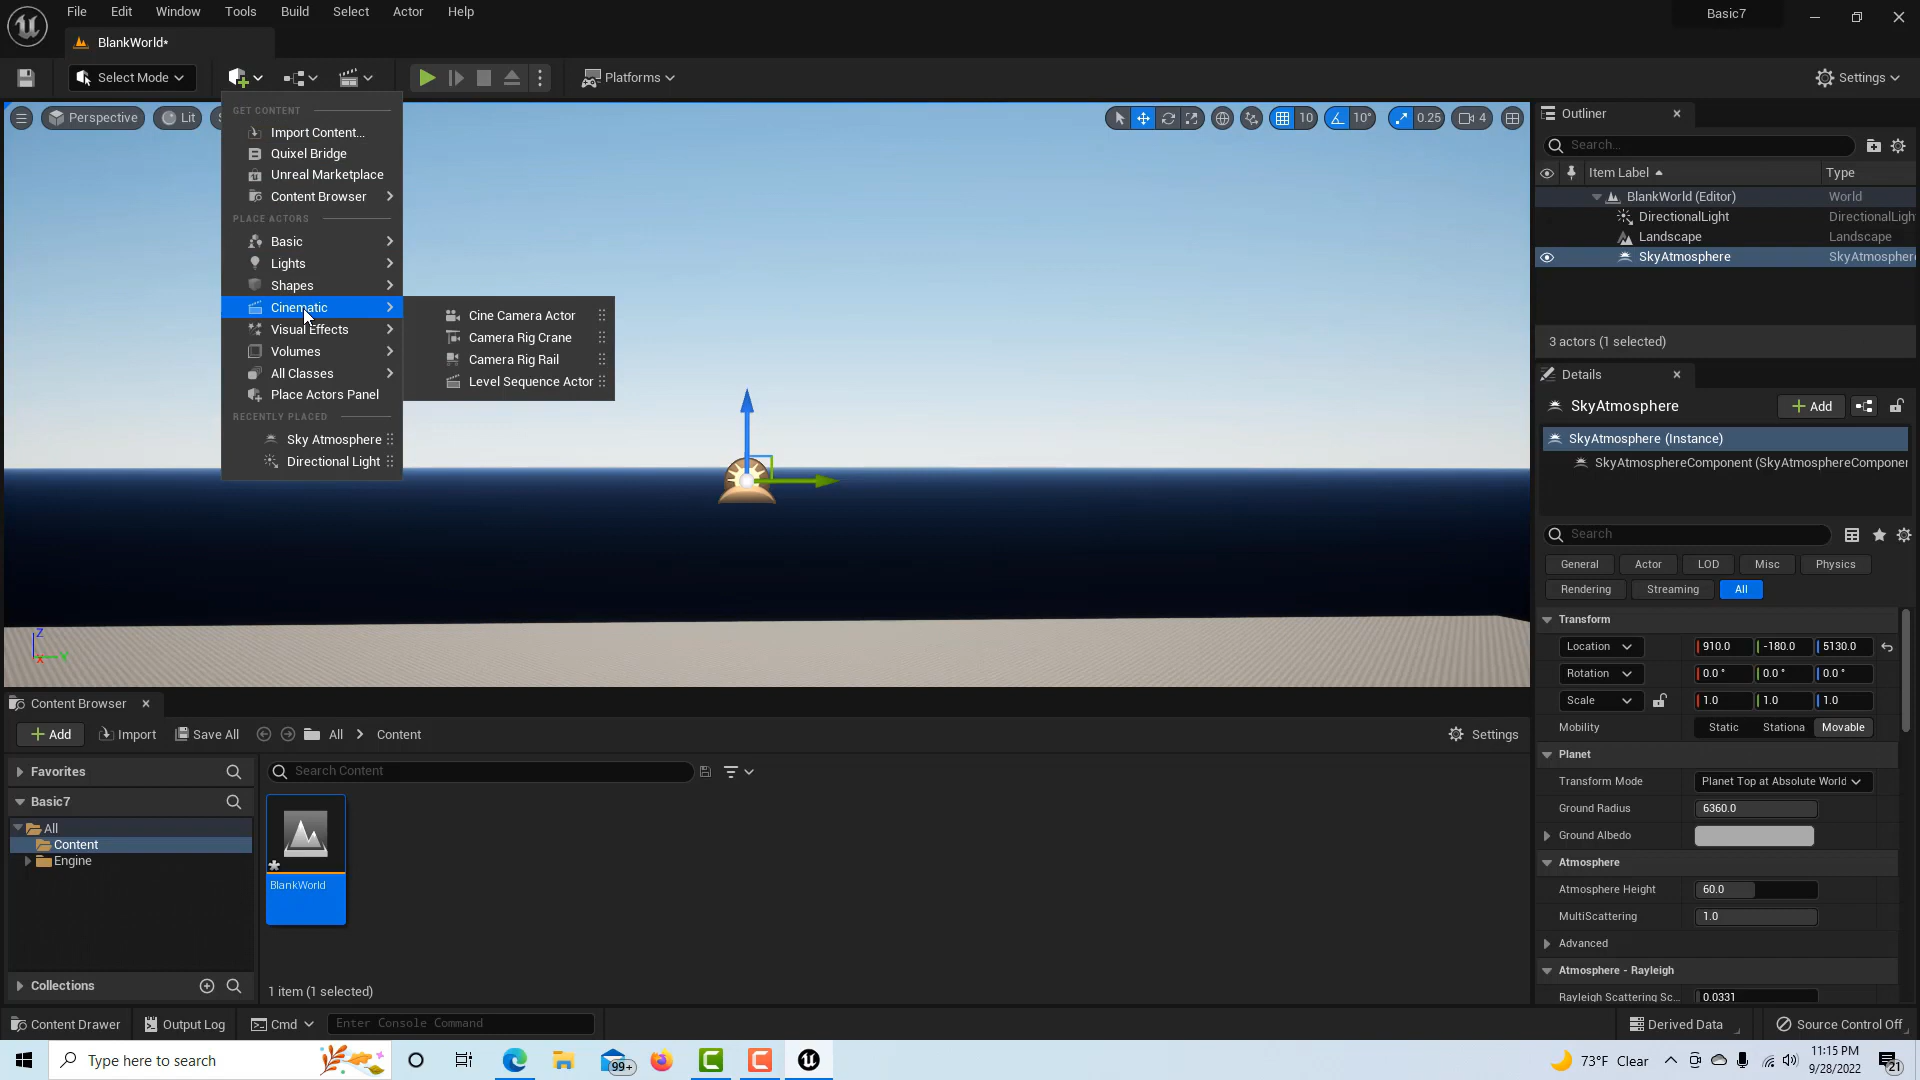 File Edit Window Tools Build Select Actor Help
Basic7
BlankWorld*
Select Mode
Platforms
Settings
Perspective
Lit
10
10°
0.25
4
GET CONTENT
Import Content...
Quixel Bridge
Unreal Marketplace
Content Browser
PLACE ACTORS
Basic
Lights
Shapes
Cinematic
Visual Effects
Volumes
All Classes
Place Actors Panel
RECENTLY PLACED
Sky Atmosphere
Directional Light
Cine Camera Actor
Camera Rig Crane
Camera Rig Rail
Level Sequence Actor
Z
X
Y
Outliner
Search...
Item Label Type
BlankWorld (Editor) World
DirectionalLight DirectionalLigh
Landscape Landscape
SkyAtmosphere SkyAtmosphere
3 actors (1 selected)
Details
SkyAtmosphere
Add
SkyAtmosphere (Instance)
SkyAtmosphereComponent (SkyAtmosphereComponer
Search
General Actor LOD Misc Physics
Rendering Streaming All
Transform
Location 910.0 -180.0 5130.0
Rotation 0.0 ° 0.0 ° 0.0 °
Scale 1.0 1.0 1.0
Mobility Static Stationa Movable
Planet
Transform Mode Planet Top at Absolute World
Ground Radius 6360.0
Ground Albedo
Atmosphere
Atmosphere Height 60.0
MultiScattering 1.0
Advanced
Atmosphere - Rayleigh
Rayleigh Scattering Sc... 0.0331
Content Browser
Add Import Save All All Content Settings
Favorites
Search Content
Basic7
All
Content
Engine
BlankWorld
Collections
1 item (1 selected)
Content Drawer Output Log Cmd Enter Console Command Derived Data Source Control Off
Type here to search
99+
73°F Clear
11:15 PM
9/28/2022
21